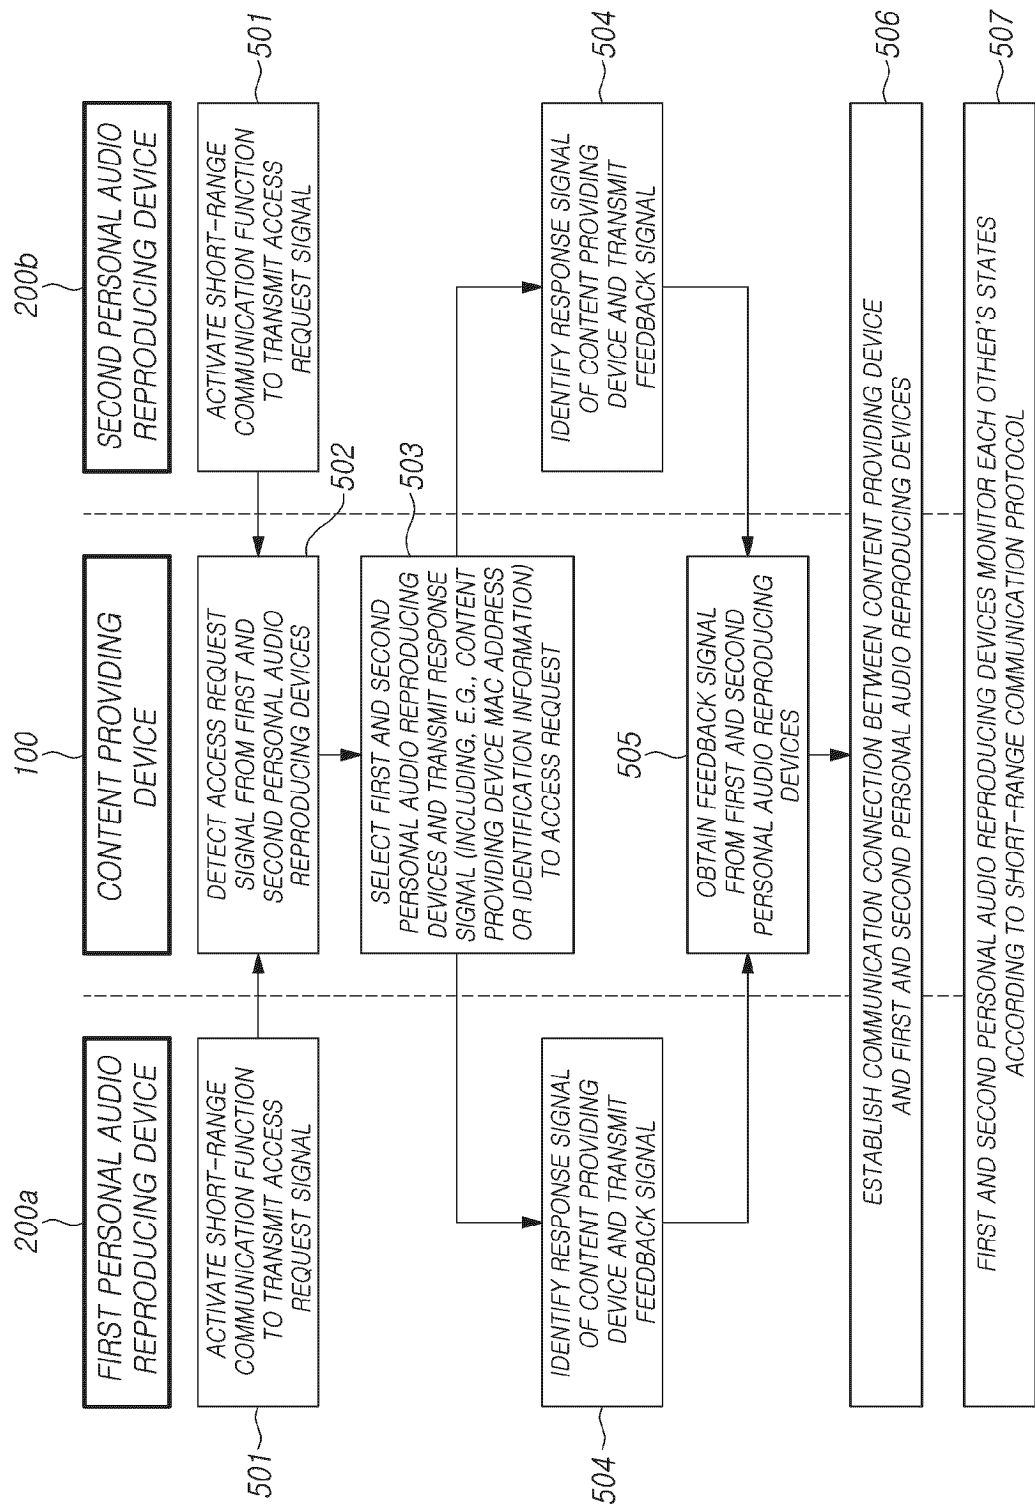 200a
100
200b
FIRST PERSONAL AUDIO
REPRODUCING DEVICE
CONTENT PROVIDING
DEVICE
SECOND PERSONAL AUDIO
REPRODUCING DEVICE
501
ACTIVATE SHORT-RANGE
COMMUNICATION FUNCTION
TO TRANSMIT ACCESS
REQUEST SIGNAL
DETECT ACCESS REQUEST
SIGNAL FROM FIRST AND
SECOND PERSONAL AUDIO
REPRODUCING DEVICES
502
ACTIVATE SHORT-RANGE
COMMUNICATION FUNCTION
TO TRANSMIT ACCESS
REQUEST SIGNAL
501
503
SELECT FIRST AND SECOND
PERSONAL AUDIO REPRODUCING
DEVICES AND TRANSMIT RESPONSE
SIGNAL (INCLUDING, E.G., CONTENT
PROVIDING DEVICE MAC ADDRESS
OR IDENTIFICATION INFORMATION)
TO ACCESS REQUEST
504
IDENTIFY RESPONSE SIGNAL
OF CONTENT PROVIDING
DEVICE AND TRANSMIT
FEEDBACK SIGNAL
IDENTIFY RESPONSE SIGNAL
OF CONTENT PROVIDING
DEVICE AND TRANSMIT
FEEDBACK SIGNAL
504
505
OBTAIN FEEDBACK SIGNAL
FROM FIRST AND SECOND
PERSONAL AUDIO REPRODUCING
DEVICES
ESTABLISH COMMUNICATION CONNECTION BETWEEN CONTENT PROVIDING DEVICE
AND FIRST AND SECOND PERSONAL AUDIO REPRODUCING DEVICES
506
FIRST AND SECOND PERSONAL AUDIO REPRODUCING DEVICES MONITOR EACH OTHER'S STATES
ACCORDING TO SHORT-RANGE COMMUNICATION PROTOCOL
507